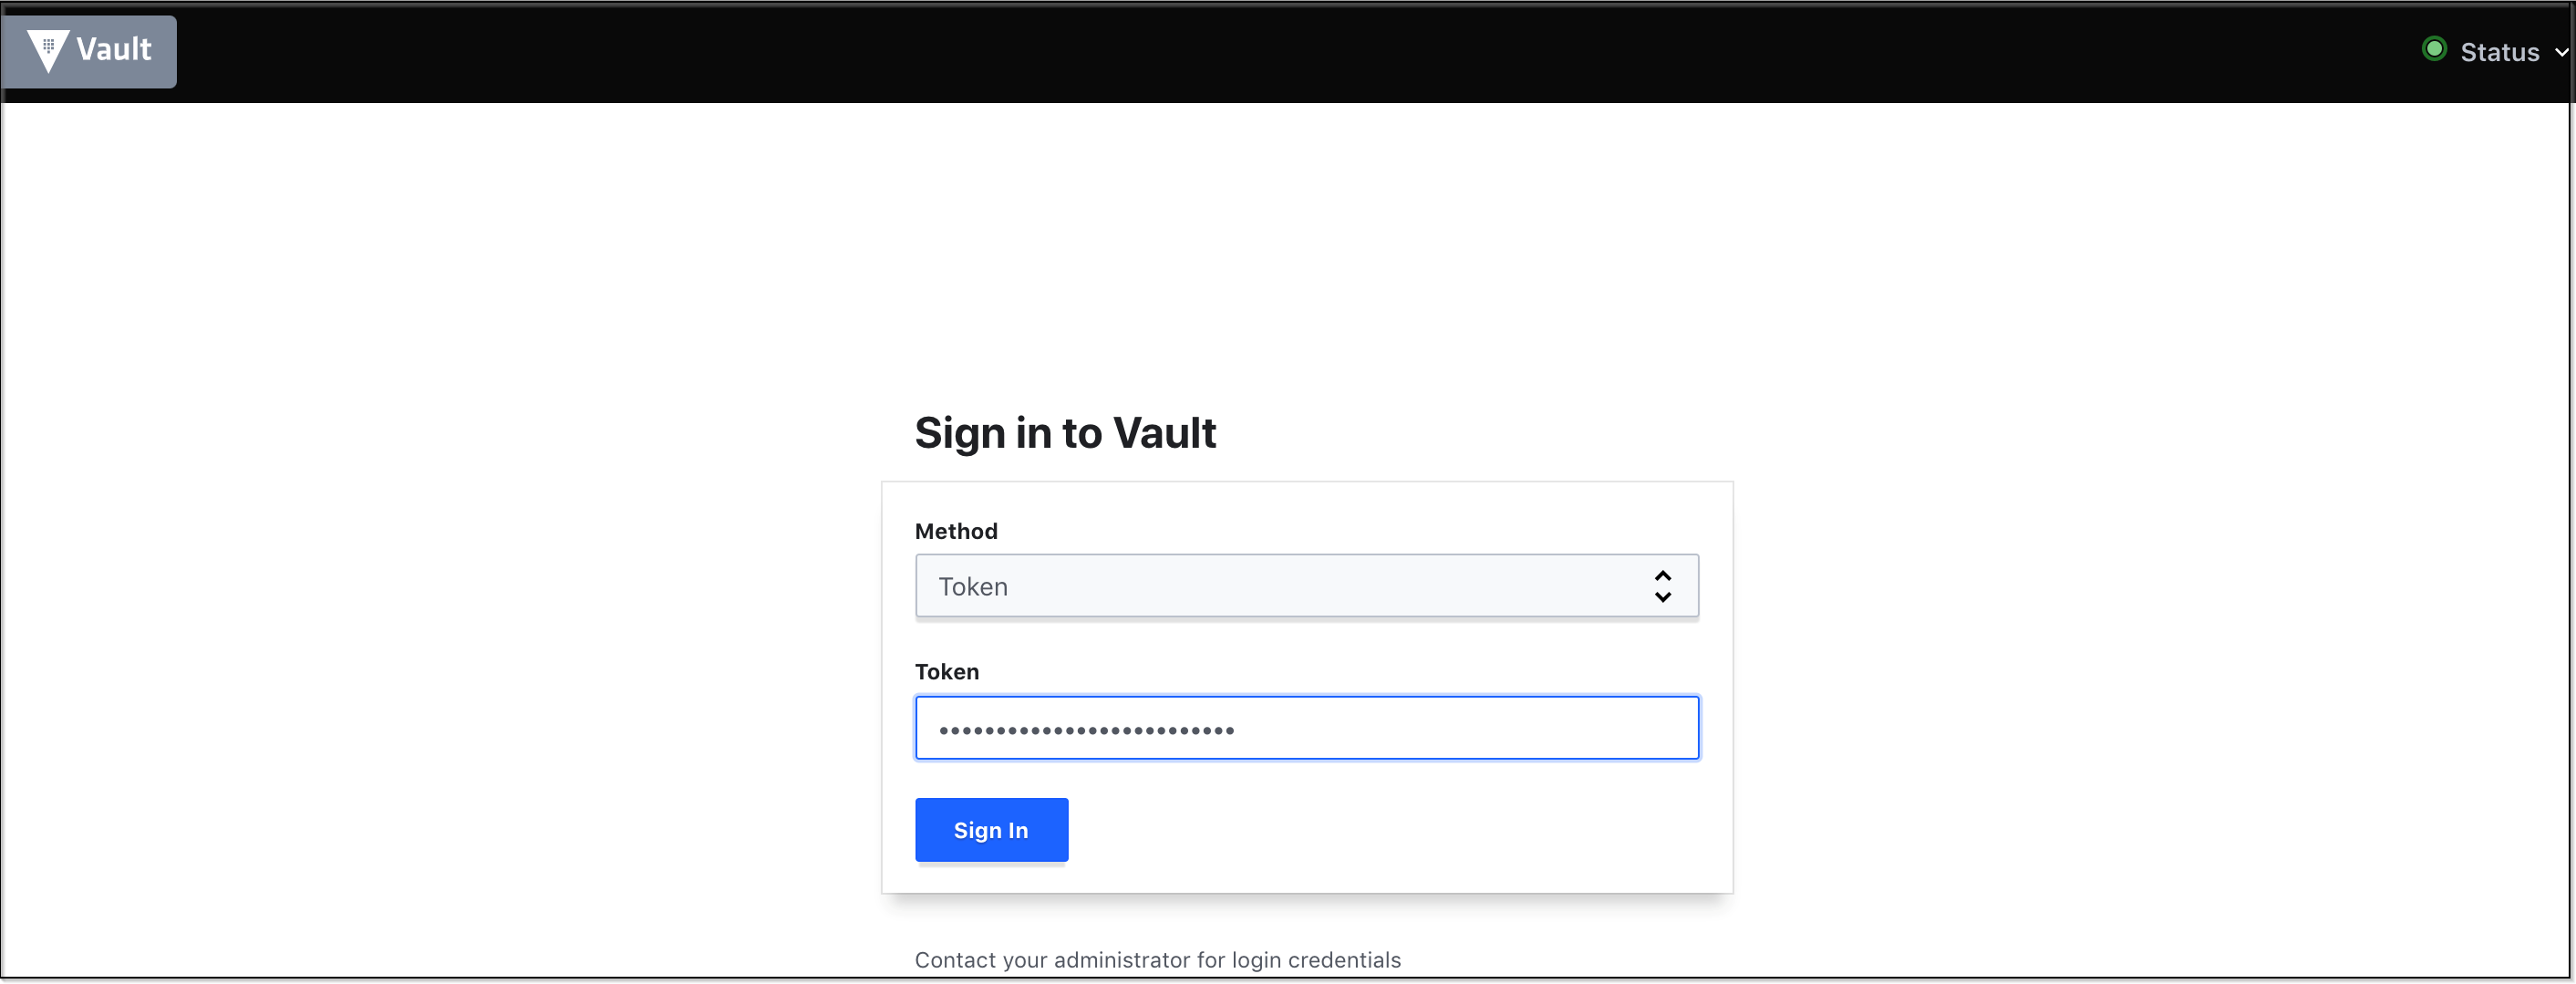 Vault
Status
Sign in to Vault
Method
Token
Token
••••••••••••••••••••••••••
Sign In
Contact your administrator for login credentials